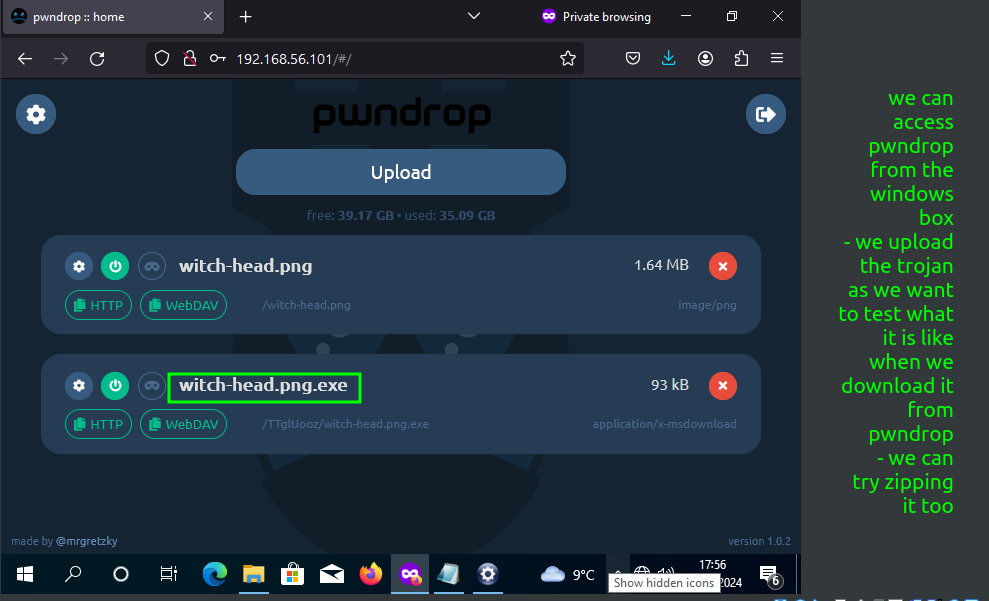 pwndrop :: home
Private browsing
192.168.56.101/#/
pwndrop
Upload
free: 39.17 GB • used: 35.09 GB
witch-head.png
1.64 MB
HTTP
WebDAV
/witch-head.png
image/png
witch-head.png.exe
93 kB
HTTP
WebDAV
/TTglUooz/witch-head.png.exe
application/x-msdownload
made by @mrgretzky
version 1.0.2
9°C
17:56
2024
6
Show hidden icons
we can
access
pwndrop
from the
windows
box
- we upload
the trojan
as we want
to test what
it is like
when we
download it
from
pwndrop
- we can
try zipping
it too